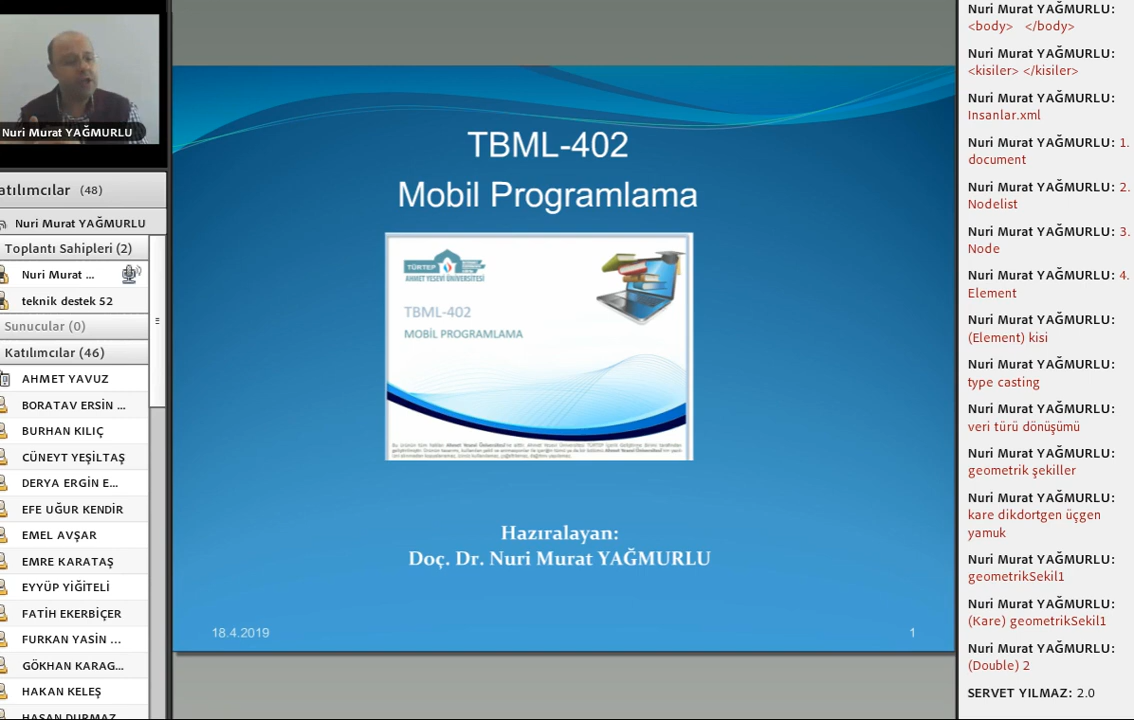 Nuri Murat YAĞMURLU
atılımcılar (48)
Nuri Murat YAĞMURLU
Toplantı Sahipleri (2)
Nuri Murat ...
teknik destek 52
Sunucular (0)
Katılımcılar (46)
AHMET YAVUZ
BORATAV ERSİN ...
BURHAN KILIÇ
CÜNEYT YEŞİLTAŞ
DERYA ERGİN E...
EFE UĞUR KENDİR
EMEL AVŞAR
EMRE KARATAŞ
EYYÜP YİĞİTELİ
FATİH EKERBİÇER
FURKAN YASİN ...
GÖKHAN KARAG...
HAKAN KELEŞ
HASAN DURMAZ
TBML-402
Mobil Programlama
TÜRTEP
AHMET YESEVİ ÜNİVERSİTESİ
TBML-402
MOBİL PROGRAMLAMA
Hazıralayan:
Doç. Dr. Nuri Murat YAĞMURLU
18.4.2019
1
Nuri Murat YAĞMURLU:
<body> </body>
Nuri Murat YAĞMURLU:
<kisiler> </kisiler>
Nuri Murat YAĞMURLU:
Insanlar.xml
Nuri Murat YAĞMURLU: 1.
document
Nuri Murat YAĞMURLU: 2.
Nodelist
Nuri Murat YAĞMURLU: 3.
Node
Nuri Murat YAĞMURLU: 4.
Element
Nuri Murat YAĞMURLU:
(Element) kisi
Nuri Murat YAĞMURLU:
type casting
Nuri Murat YAĞMURLU:
veri türü dönüşümü
Nuri Murat YAĞMURLU:
geometrik şekiller
Nuri Murat YAĞMURLU:
kare dikdortgen üçgen
yamuk
Nuri Murat YAĞMURLU:
geometrikSekil1
Nuri Murat YAĞMURLU:
(Kare) geometrikSekil1
Nuri Murat YAĞMURLU:
(Double) 2
SERVET YILMAZ: 2.0